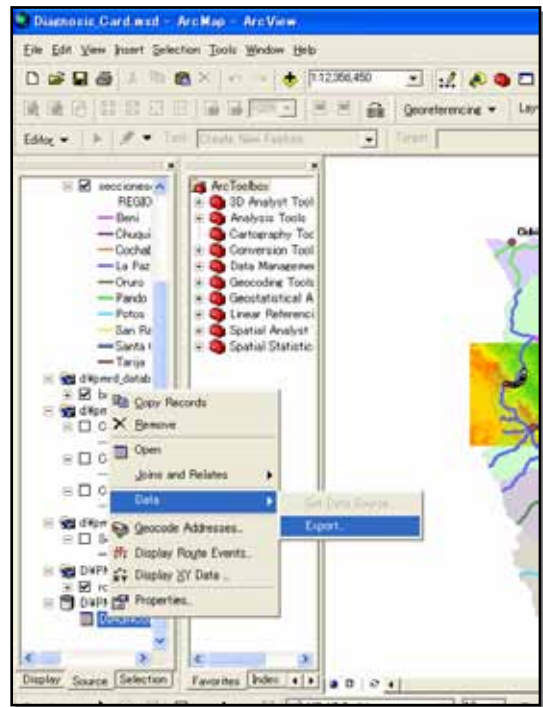 Diagnosis_Card.mxd - ArcMap - ArcView
File Edit View Insert Selection Tools Window Help
1:12,356,450
Georeferencing
Lay
Editor
Task
Create New Feature
Target
secciones
REGIO
Beni
Chuqui
Cochab
La Paz
Oruro
Pando
Potos
San Ra
Santa
Tarija
ArcToolbox
3D Analyst Tool
Analysis Tools
Cartography Too
Conversion Tool
Data Managemen
Geocoding Tools
Geostatistical A
Linear Referenci
Spatial Analyst
Spatial Statistic
Copy Records
Remove
Open
Joins and Relates
Data
Geocode Addresses...
Display Route Events...
Display XY Data...
Properties...
Set Data Source...
Export...
Display Source Selection
Favorites Index